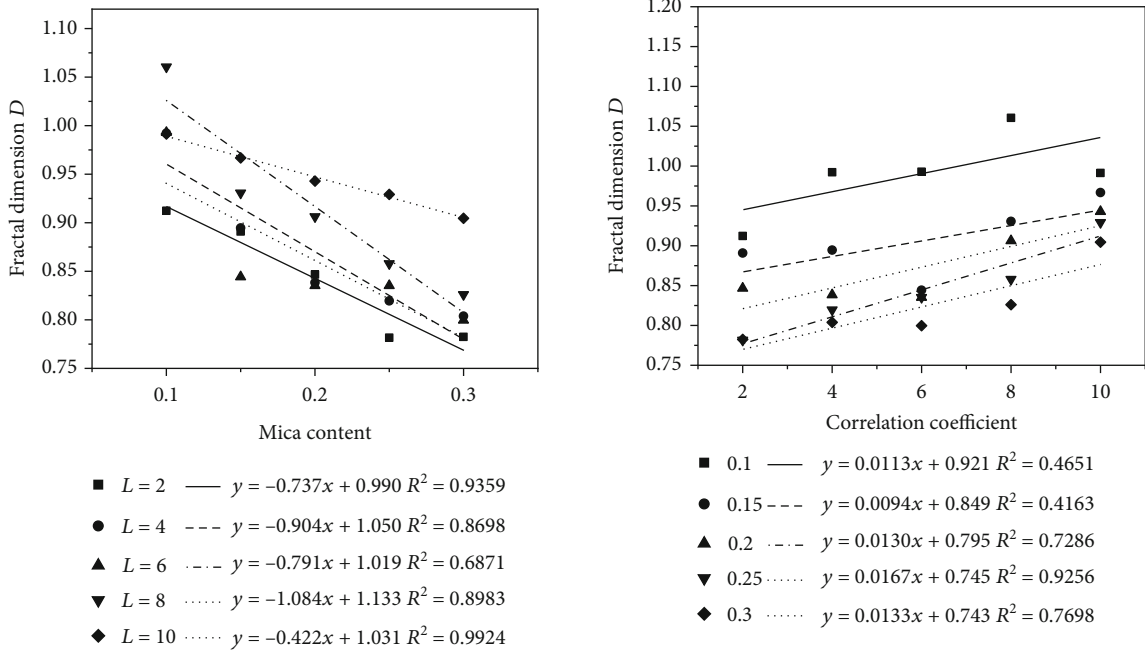 1.10
1.05
1.00
0.95
0.90
0.85
0.80
0.75
Fractal dimension D
0.1
0.2
0.3
Mica content
L = 2 y = –0.737x + 0.990 R² = 0.9359
L = 4 y = –0.904x + 1.050 R² = 0.8698
L = 6 y = –0.791x + 1.019 R² = 0.6871
L = 8 y = –1.084x + 1.133 R² = 0.8983
L = 10 y = –0.422x + 1.031 R² = 0.9924
1.20
1.15
1.10
1.05
1.00
0.95
0.90
0.85
0.80
0.75
Fractal dimension D
2
4
6
8
10
Correlation coefficient
0.1 y = 0.0113x + 0.921 R² = 0.4651
0.15 y = 0.0094x + 0.849 R² = 0.4163
0.2 y = 0.0130x + 0.795 R² = 0.7286
0.25 y = 0.0167x + 0.745 R² = 0.9256
0.3 y = 0.0133x + 0.743 R² = 0.7698